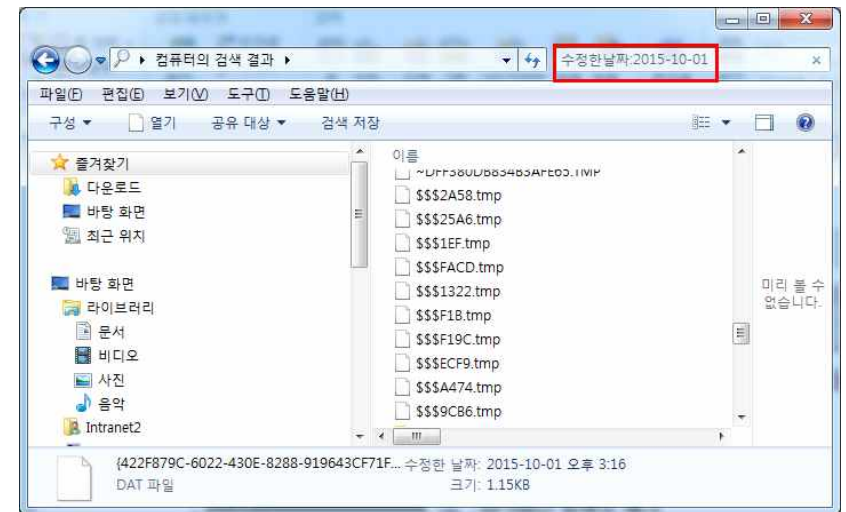 컴퓨터의 검색 결과
수정한날짜:2015-10-01
파일(F) 편집(E) 보기(V) 도구(T) 도움말(H)
구성 열기 공유 대상 검색 저장
즐겨찾기
다운로드
바탕 화면
최근 위치
바탕 화면
라이브러리
문서
비디오
사진
음악
Intranet2
이름
~DFF380DB834B3AFE65.TMP
$$$2A58.tmp
$$$25A6.tmp
$$$1EF.tmp
$$$FACD.tmp
$$$1322.tmp
$$$F1B.tmp
$$$F19C.tmp
$$$ECF9.tmp
$$$A474.tmp
$$$9CB6.tmp
미리 볼 수
없습니다.
{422F879C-6022-430E-8288-919643CF71F... 수정한 날짜: 2015-10-01 오후 3:16
DAT 파일 크기: 1.15KB